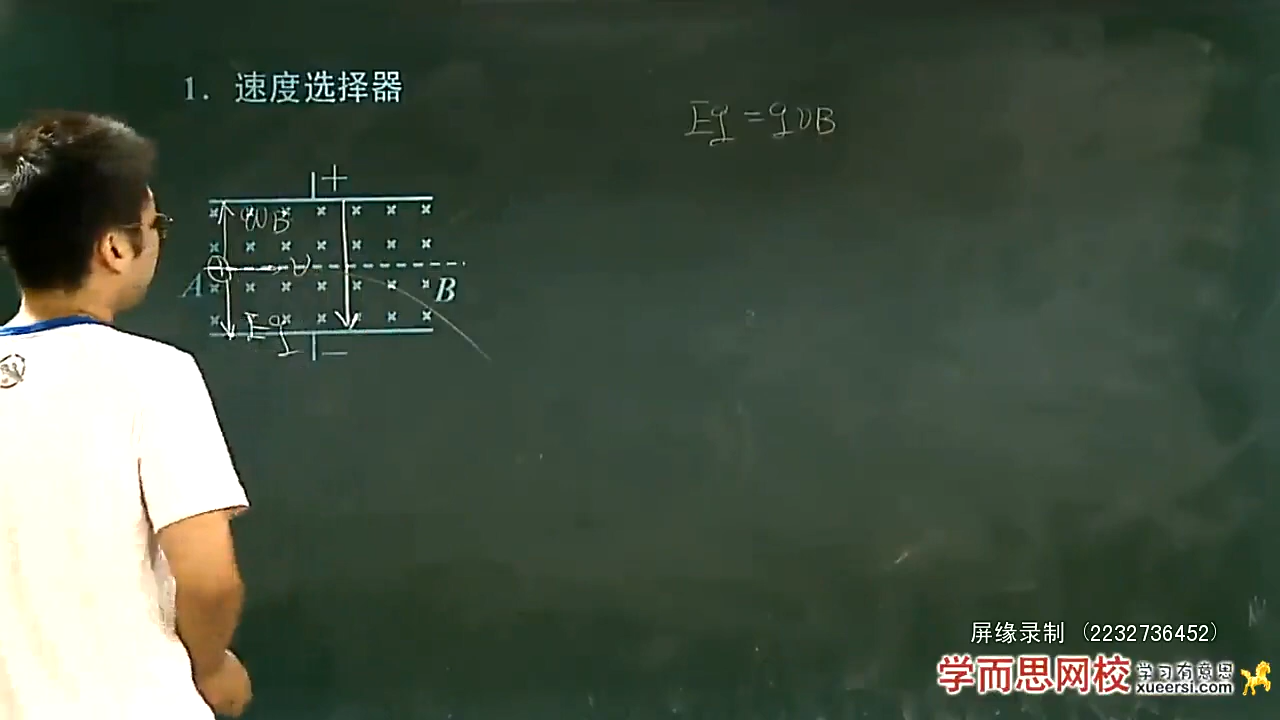 1. 速度选择器
Eq = qvB
+
qvB
v
A
B
Eq
−
屏缘录制 (2232736452)
学而思网校
学习有意思
xueersi.com